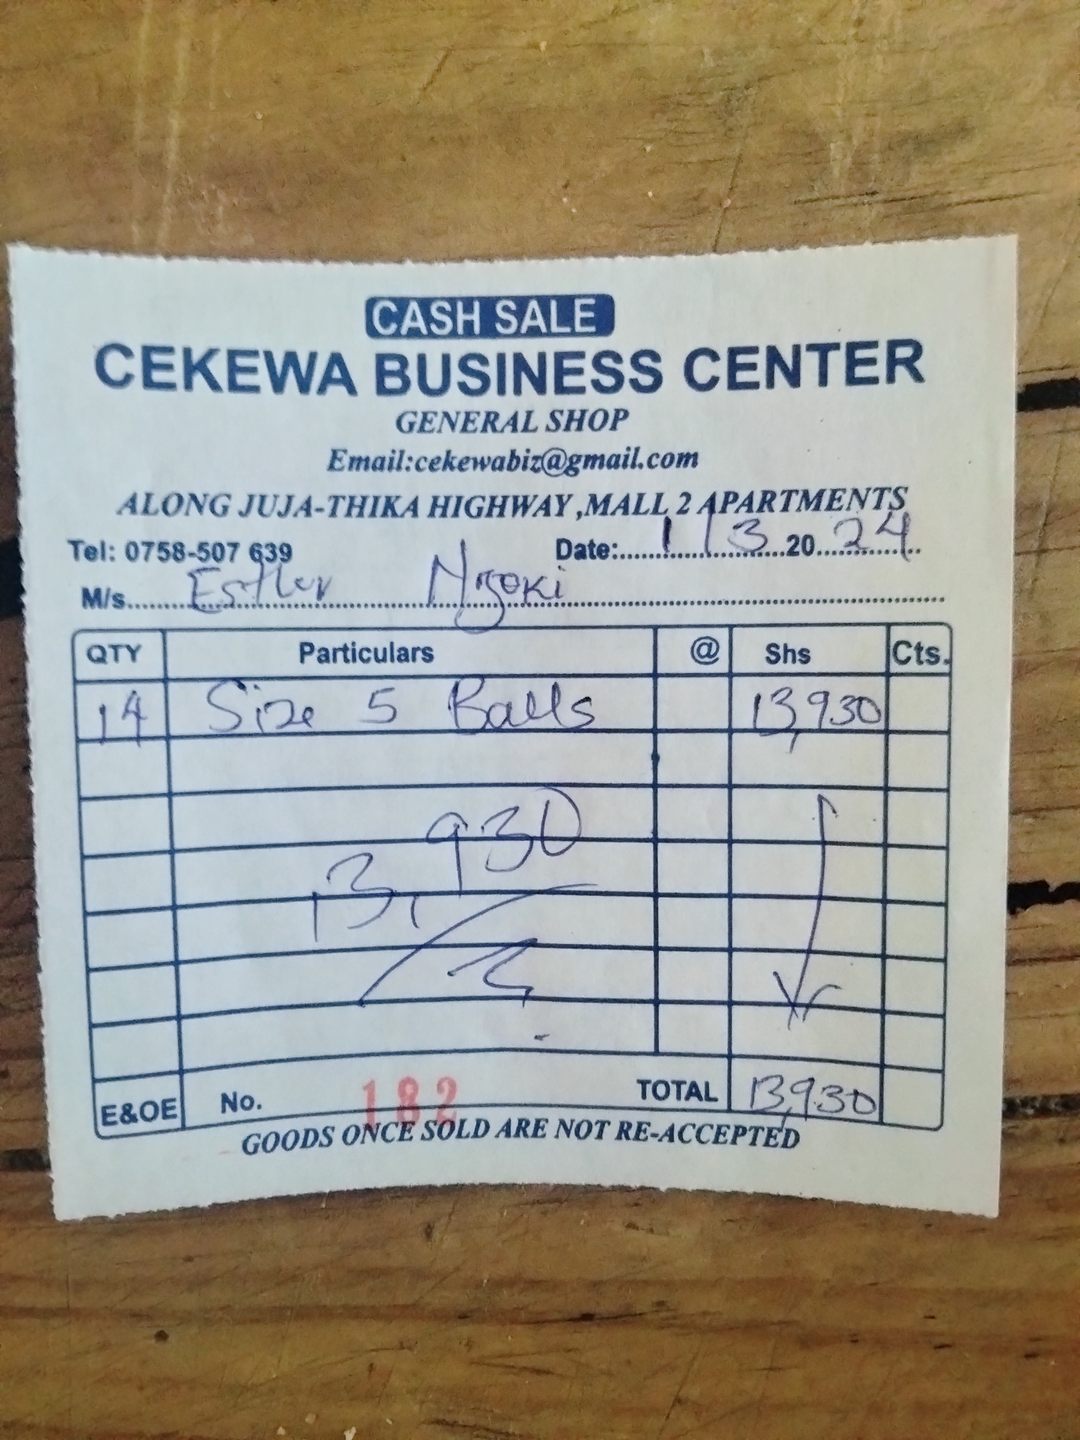 CASH SALE
CEKEWA BUSINESS CENTER
GENERAL SHOP
Email:cekewabiz@gmail.com
ALONG JUJA-THIKA HIGHWAY ,MALL 2 APARTMENTS
Tel: 0758-507 639 Date:..... 1/3 .....20... 24 ...
M/s..... Esther Njoki .....
QTY Particulars @ Shs Cts.
14 Size 5 Balls 13,930
13,930
E&OE No. 182 TOTAL 13,930
GOODS ONCE SOLD ARE NOT RE-ACCEPTED